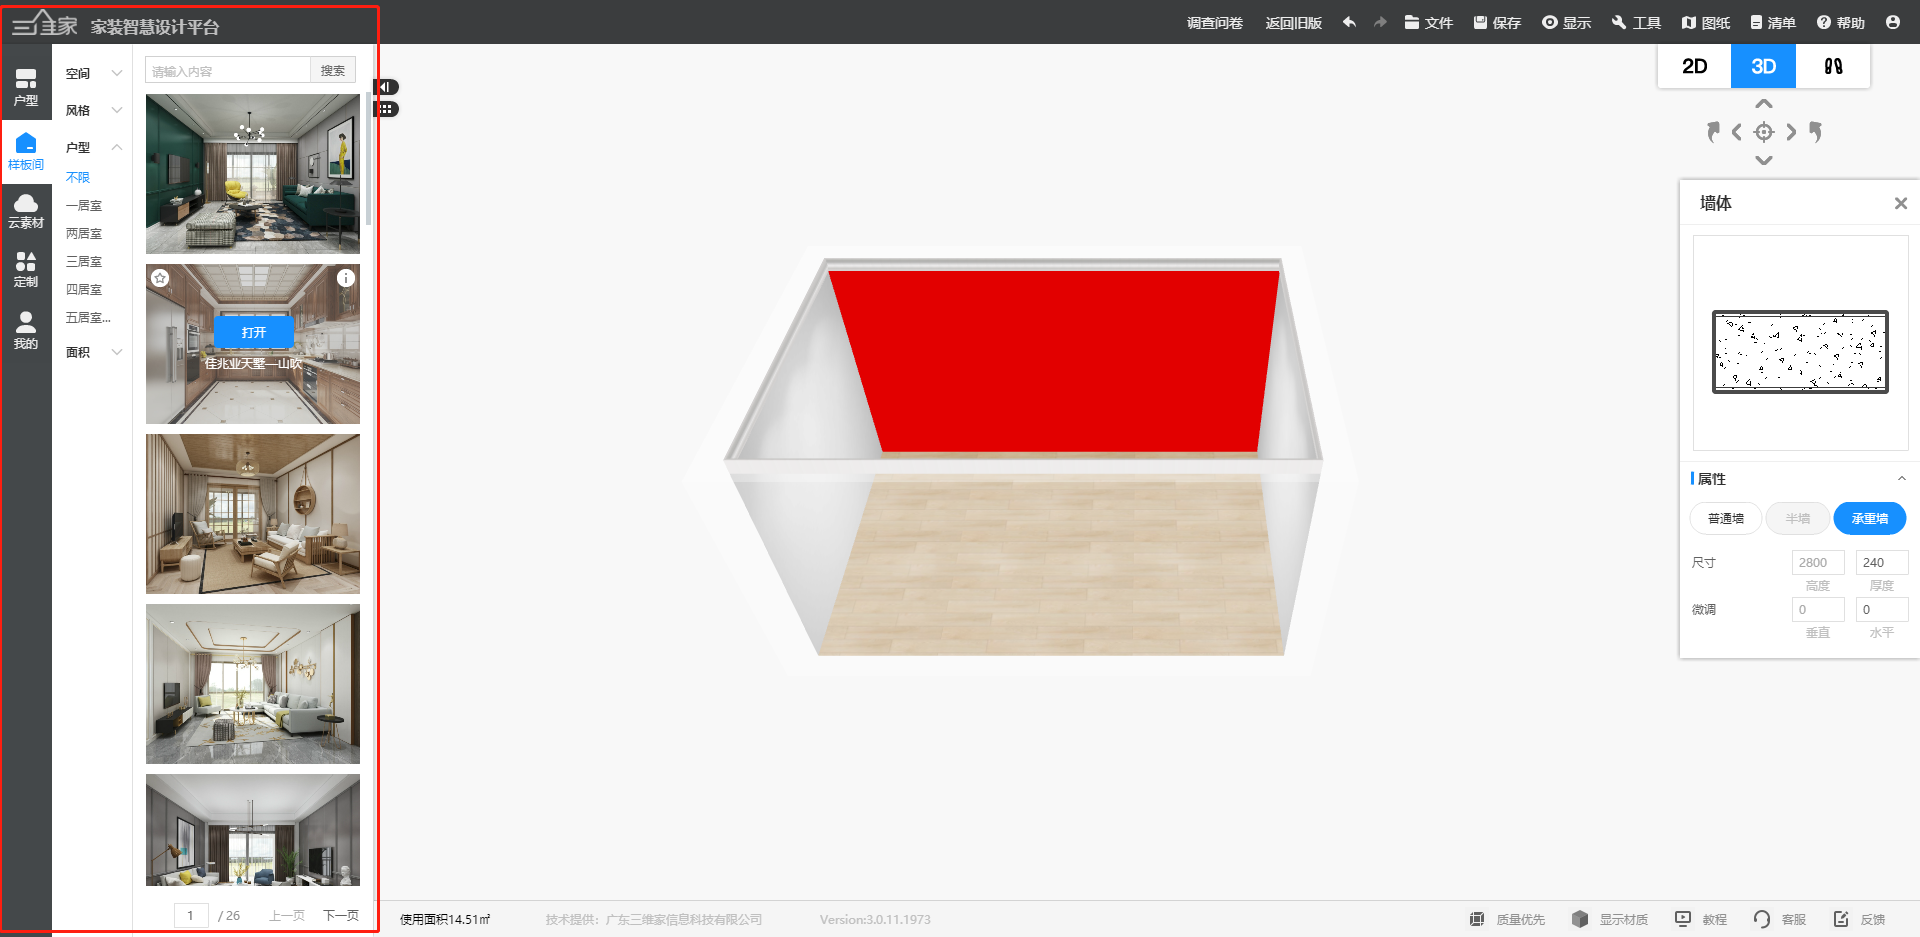 三维家 家装智慧设计平台
调查问卷 返回旧版 文件 保存 显示 工具 图纸 清单 帮助
户型
样板间
云素材
定制
我的
空间
风格
户型
不限
一居室
两居室
三居室
四居室
五居室...
面积
请输入内容 搜索
打开
佳兆业天墅—山吹
1 / 26 上一页 下一页
2D 3D
墙体
属性
普通墙 半墙 承重墙
尺寸 2800 240
高度 厚度
微调 0 0
垂直 水平
使用面积14.51㎡ 技术提供：广东三维家信息科技有限公司 Version:3.0.11.1973
质量优先 显示材质 教程 客服 反馈